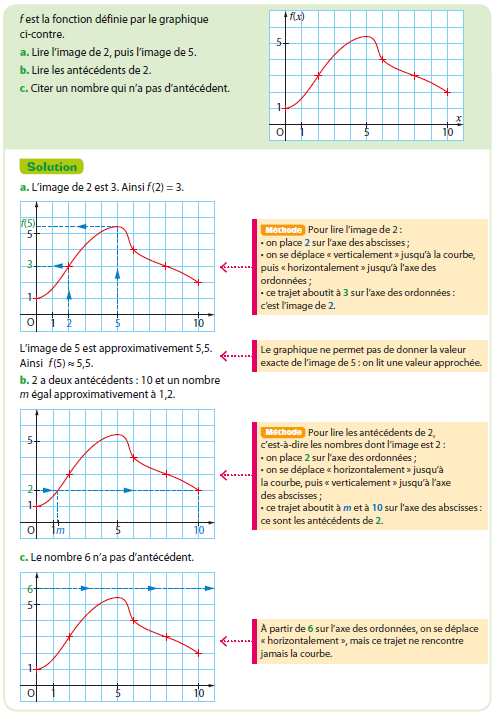 f est la fonction définie par le graphique
ci-contre.
a. Lire l'image de 2, puis l'image de 5.
b. Lire les antécédents de 2.
c. Citer un nombre qui n'a pas d'antécédent.
f(x)
5
1
O 1 5 10
x
Solution
a. L'image de 2 est 3. Ainsi f(2) = 3.
f(5)
5
3
1
O 1 2 5 10
Méthode Pour lire l'image de 2 :
• on place 2 sur l'axe des abscisses ;
• on se déplace « verticalement » jusqu'à la courbe,
puis « horizontalement » jusqu'à l'axe des
ordonnées ;
• ce trajet aboutit à 3 sur l'axe des ordonnées :
c'est l'image de 2.
L'image de 5 est approximativement 5,5.
Ainsi f(5) ≈ 5,5.
Le graphique ne permet pas de donner la valeur
exacte de l'image de 5 : on lit une valeur approchée.
b. 2 a deux antécédents : 10 et un nombre
m égal approximativement à 1,2.
5
2
1
O 1 m 5 10
Méthode Pour lire les antécédents de 2,
c'est-à-dire les nombres dont l'image est 2 :
• on place 2 sur l'axe des ordonnées ;
• on se déplace « horizontalement » jusqu'à
la courbe, puis « verticalement » jusqu'à l'axe
des abscisses ;
• ce trajet aboutit à m et à 10 sur l'axe des abscisses :
ce sont les antécédents de 2.
c. Le nombre 6 n'a pas d'antécédent.
6
5
1
O 1 5 10
À partir de 6 sur l'axe des ordonnées, on se déplace
« horizontalement », mais ce trajet ne rencontre
jamais la courbe.